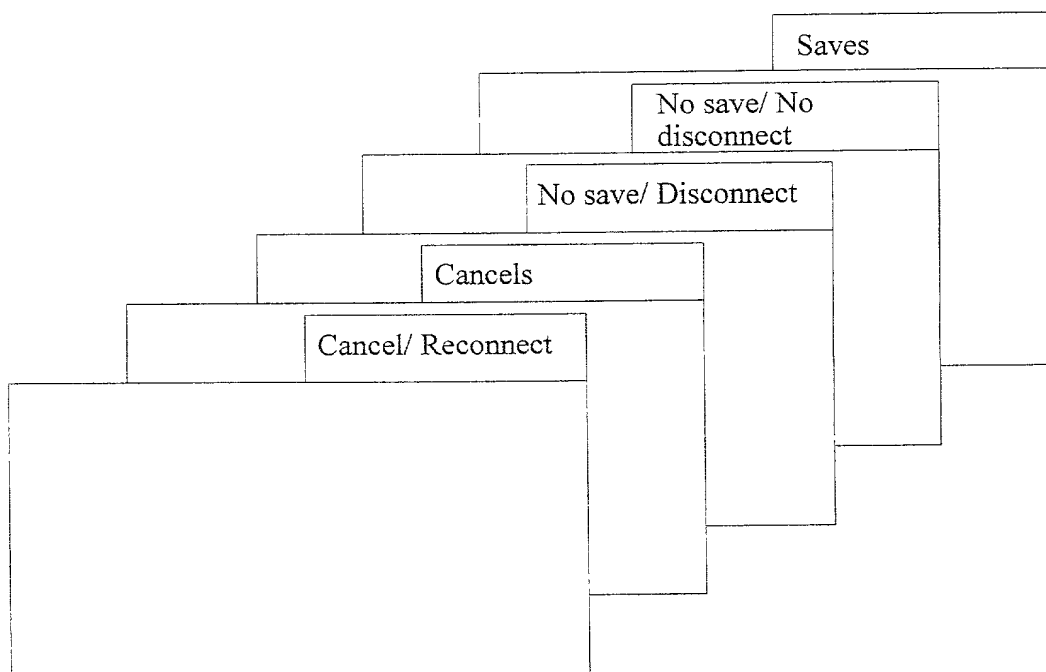 Saves
No save/ No
disconnect
No save/ Disconnect
Cancels
Cancel/ Reconnect